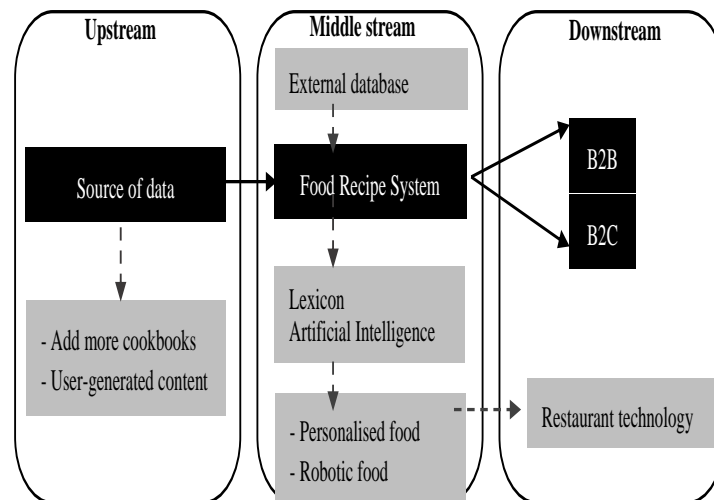 Upstream
Middle stream
Downstream
External database
Source of data
Food Recipe System
B2B
B2C
- Add more cookbooks
- User-generated content
Lexicon
Artificial Intelligence
- Personalised food
- Robotic food
Restaurant technology